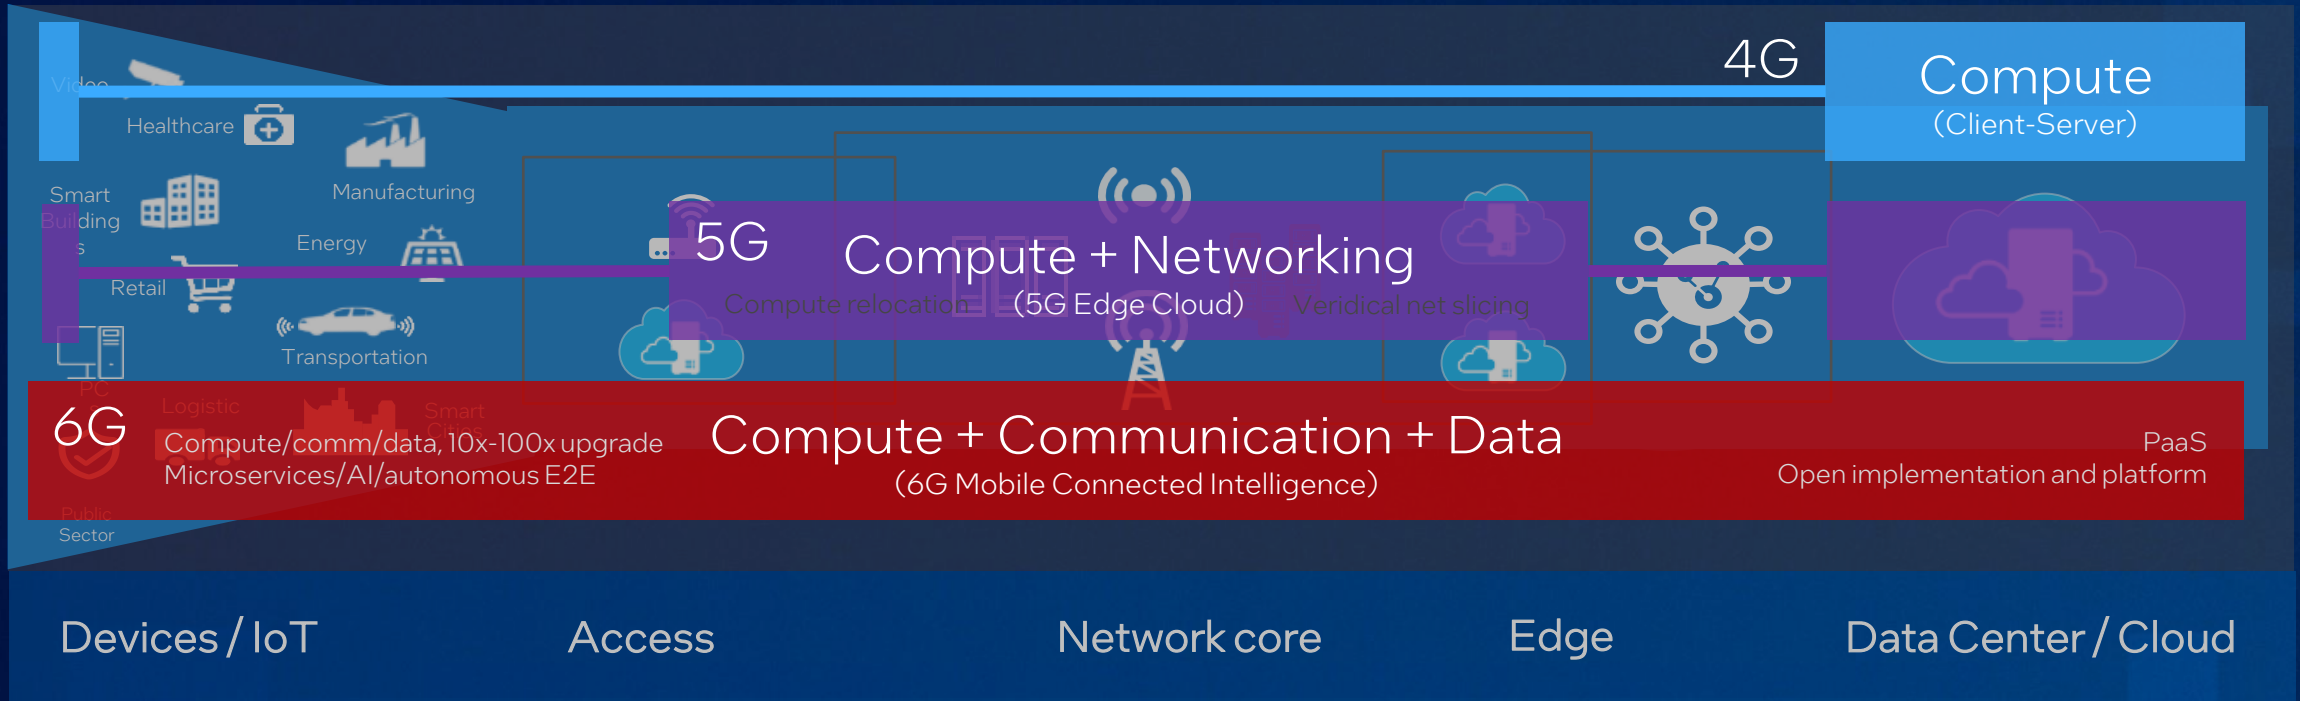 4G
Compute
(Client-Server)
Video
Healthcare
Manufacturing
Smart
Building
s
Energy
Retail
Transportation
PC
Logistic
Smart
Cities
Public
Sector
5G
Compute + Networking
(5G Edge Cloud)
Compute relocation
Veridical net slicing
6G
Compute/comm/data, 10x-100x upgrade
Microservices/AI/autonomous E2E
Compute + Communication + Data
(6G Mobile Connected Intelligence)
PaaS
Open implementation and platform
Devices / IoT
Access
Network core
Edge
Data Center / Cloud